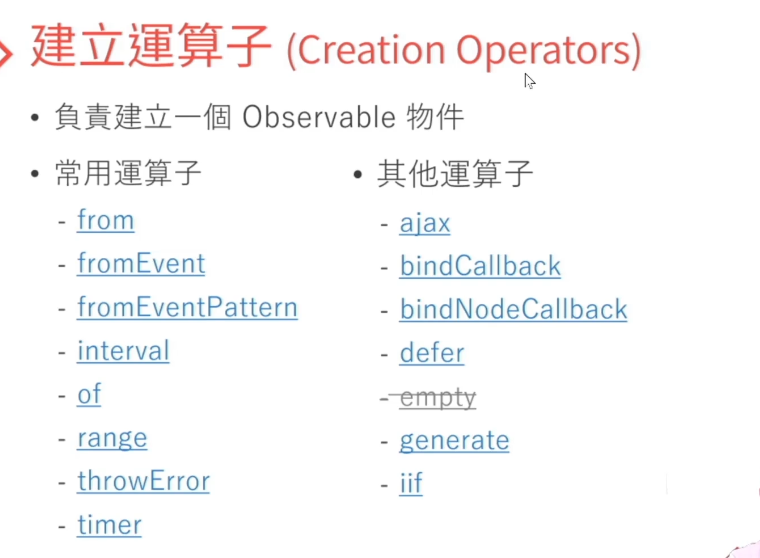 建立運算子 (Creation Operators)
• 負責建立一個 Observable 物件
• 常用運算子
- from
- fromEvent
- fromEventPattern
- interval
- of
- range
- throwError
- timer
• 其他運算子
- ajax
- bindCallback
- bindNodeCallback
- defer
- empty
- generate
- iif